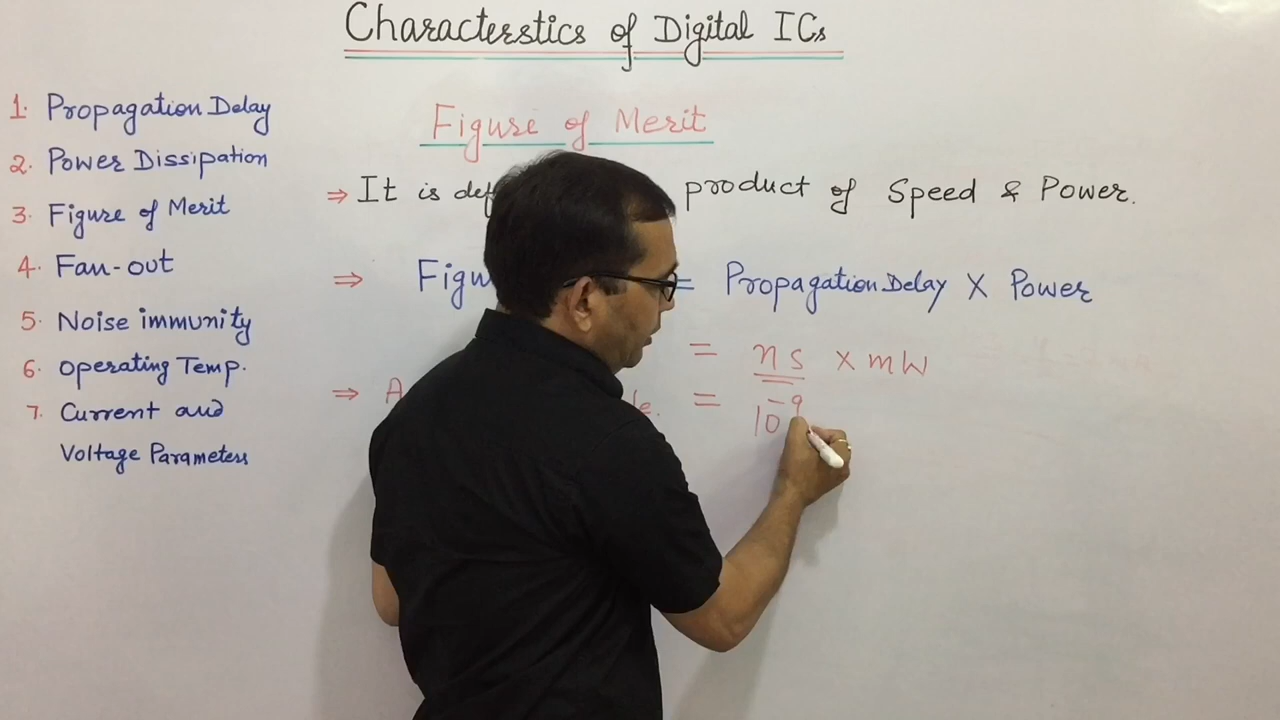 Characterstics of Digital ICs
1. Propagation Delay
2. Power Dissipation
3. Figure of Merit
4. Fan-out
5. Noise immunity
6. Operating Temp.
7. Current and
Voltage Parameters
Figure of Merit
⇒ It is product of Speed & Power.
⇒ = Propagation Delay X Power
= ns X mW
⇒ = 10⁻⁹